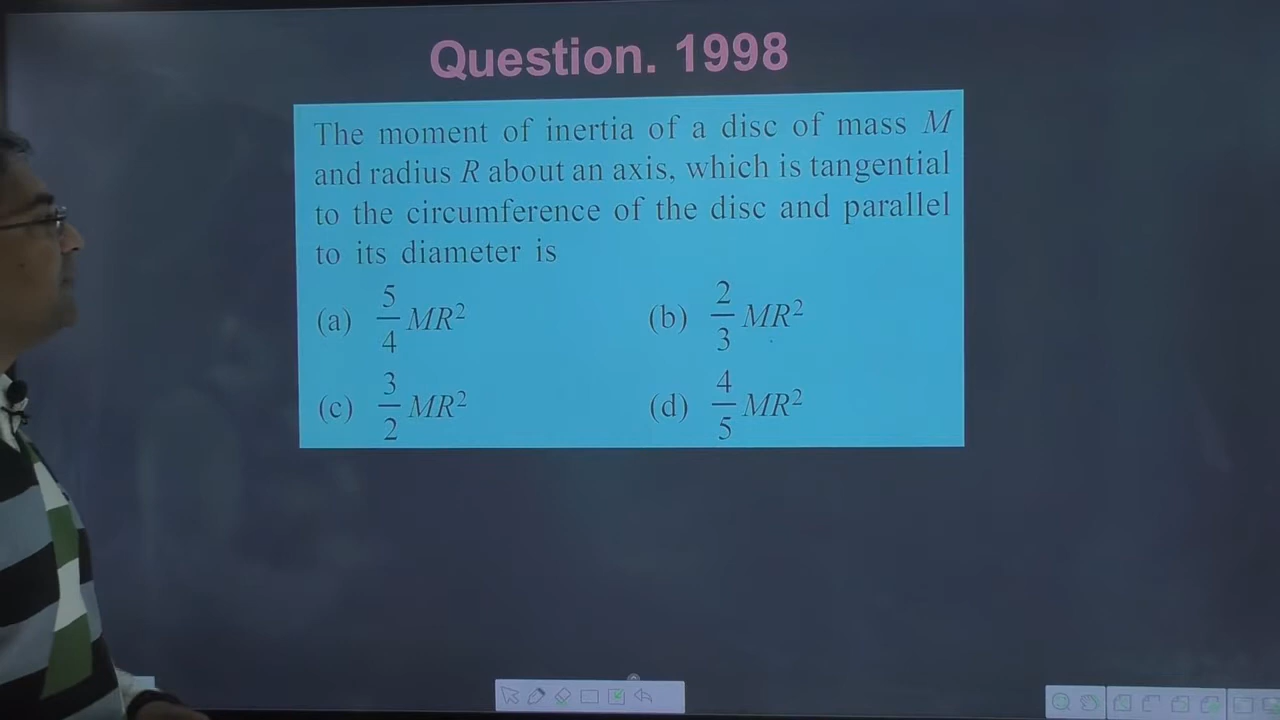 Question. 1998
The moment of inertia of a disc of mass M
and radius R about an axis, which is tangential
to the circumference of the disc and parallel
to its diameter is
(a) 5/4 MR² (b) 2/3 MR²
(c) 3/2 MR² (d) 4/5 MR²